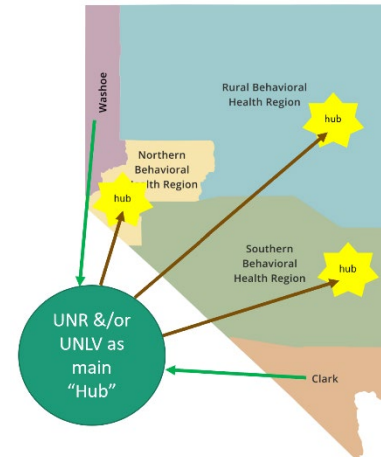 Washoe
Rural Behavioral
Health Region
hub
Northern
Behavioral
Health Region
hub
Southern
Behavioral
Health Region
hub
UNR &/or
UNLV as
main
“Hub”
Clark